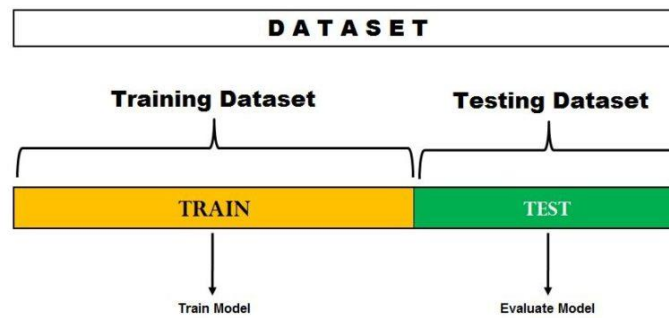 DATASET
Training Dataset Testing Dataset
TRAIN TEST
Train Model Evaluate Model